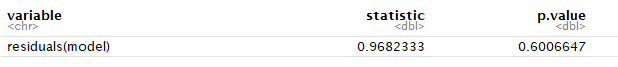 variable statistic p.value
<chr> <dbl> <dbl>
residuals(model) 0.9682333 0.6006647